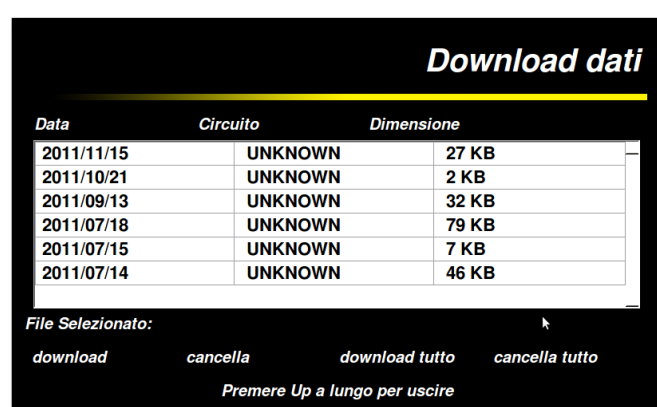 Download dati
Data Circuito Dimensione
2011/11/15 UNKNOWN 27 KB
2011/10/21 UNKNOWN 2 KB
2011/09/13 UNKNOWN 32 KB
2011/07/18 UNKNOWN 79 KB
2011/07/15 UNKNOWN 7 KB
2011/07/14 UNKNOWN 46 KB
File Selezionato:
download cancella download tutto cancella tutto
Premere Up a lungo per uscire